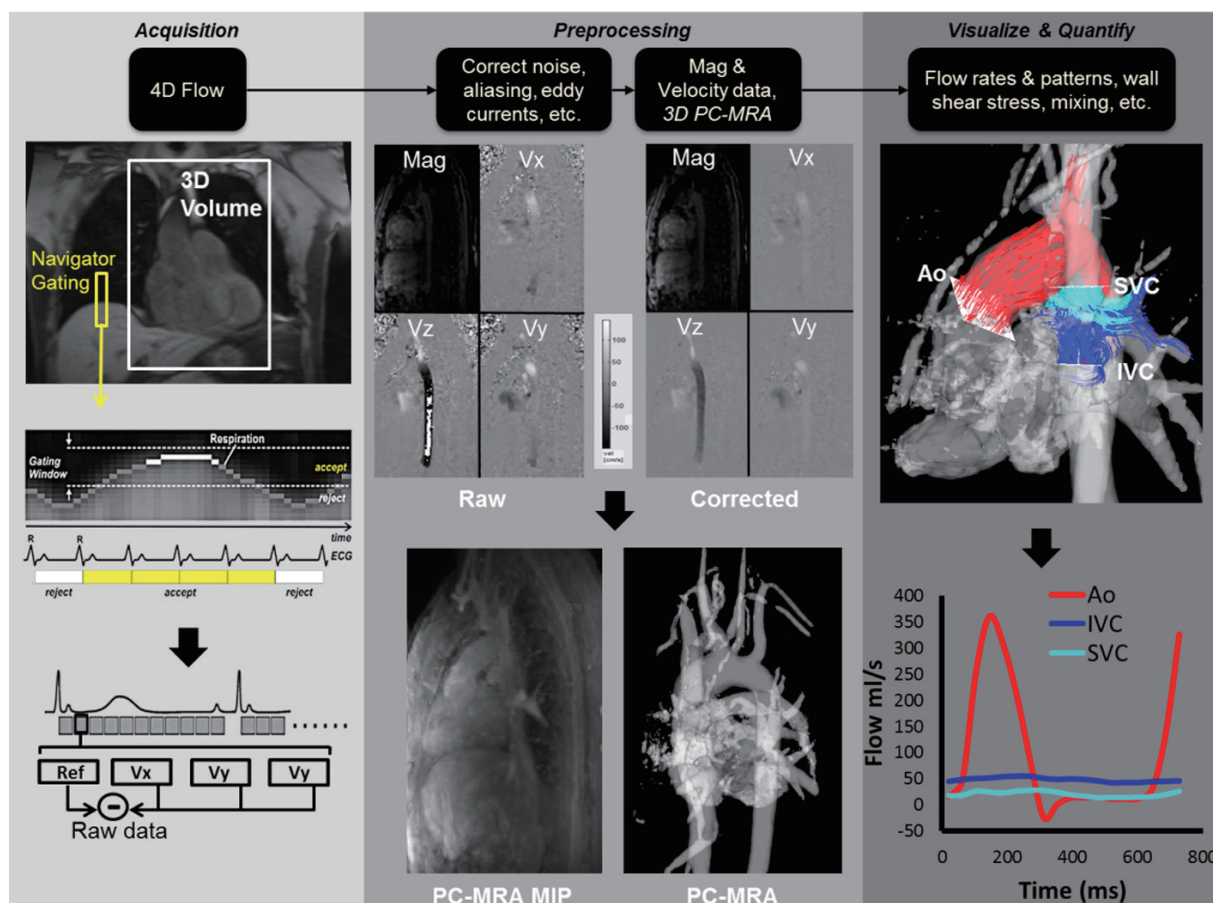 Acquisition
4D Flow
3D
Volume
Navigator
Gating
Respiration
Gating
Window
accept
reject
time
R
R
ECG
reject
accept
reject
Ref
Vx
Vy
Vy
Raw data
Preprocessing
Correct noise,
aliasing, eddy
currents, etc.
Mag &
Velocity data,
3D PC-MRA
Mag
Vx
Vz
Vy
100
0
-100
vel
(cm/s)
Mag
Vx
Vz
Vy
Raw
Corrected
PC-MRA MIP
PC-MRA
Visualize & Quantify
Flow rates & patterns, wall
shear stress, mixing, etc.
Ao
SVC
IVC
Flow ml/s
400
350
300
250
200
150
100
50
0
-50
Ao
IVC
SVC
0
200
400
600
800
Time (ms)